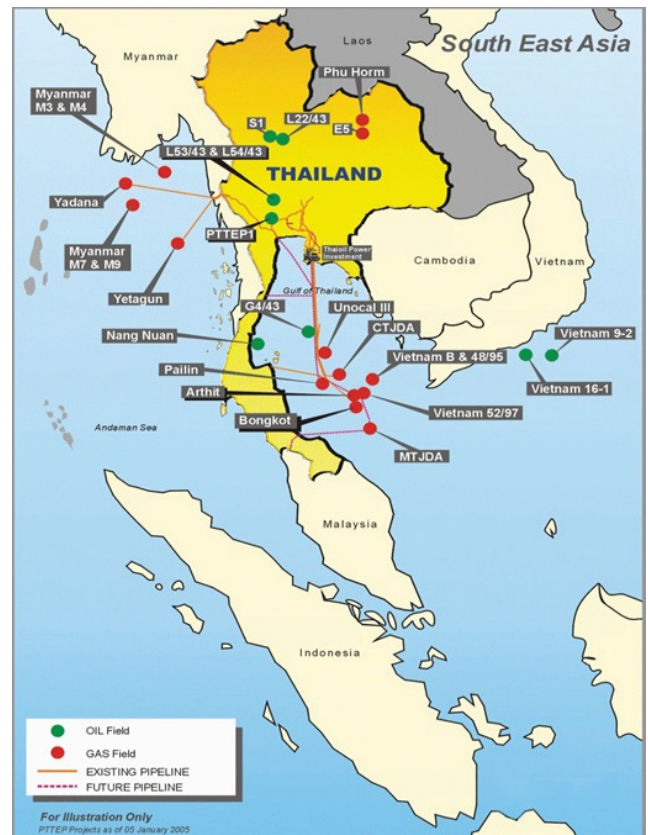 South East Asia
Myanmar
Laos
Phu Horm
Myanmar
M3 & M4
S1
L22/43
E5
L53/43 & L54/43
THAILAND
Yadana
PTTEP1
Myanmar
M7 & M9
Thaioil Power
Investment
Cambodia
Vietnam
Yetagun
Gulf of Thailand
G4/43
Unocal III
CTJDA
Nang Nuan
Vietnam B & 48/95
Vietnam 9-2
Pailin
Vietnam 16-1
Arthit
Vietnam 52/97
Bongkot
Andaman Sea
MTJDA
Malaysia
Indonesia
OIL Field
GAS Field
EXISTING PIPELINE
FUTURE PIPELINE
For Illustration Only
PTTEP Projects as of 05 January 2005